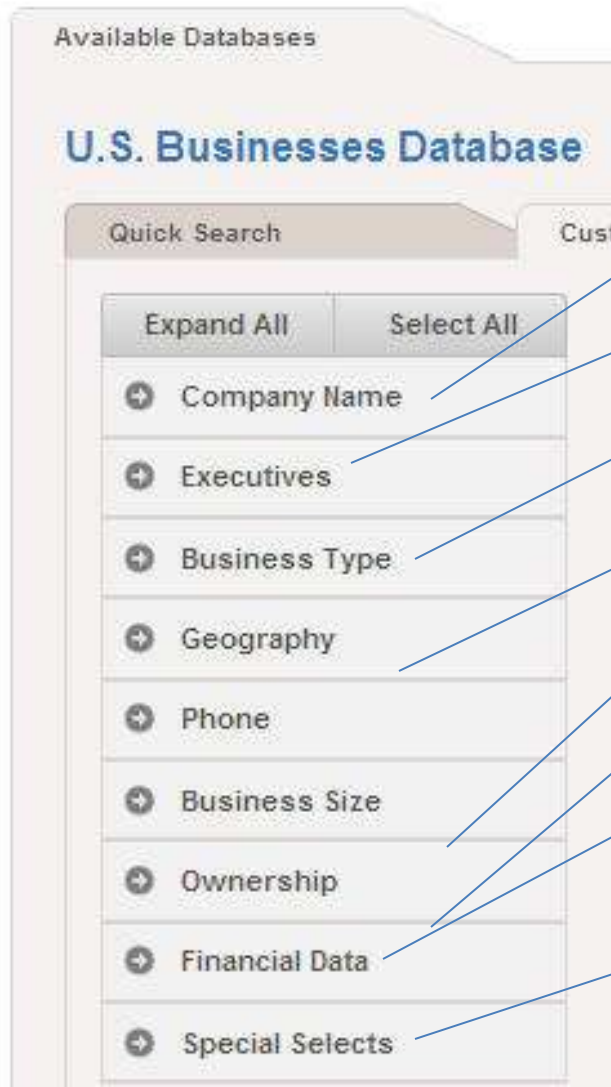 Available Databases
U.S. Businesses Database
Quick Search
Expand All Select All
Company Name
Executives
Business Type
Geography
Phone
Business Size
Ownership
Financial Data
Special Selects